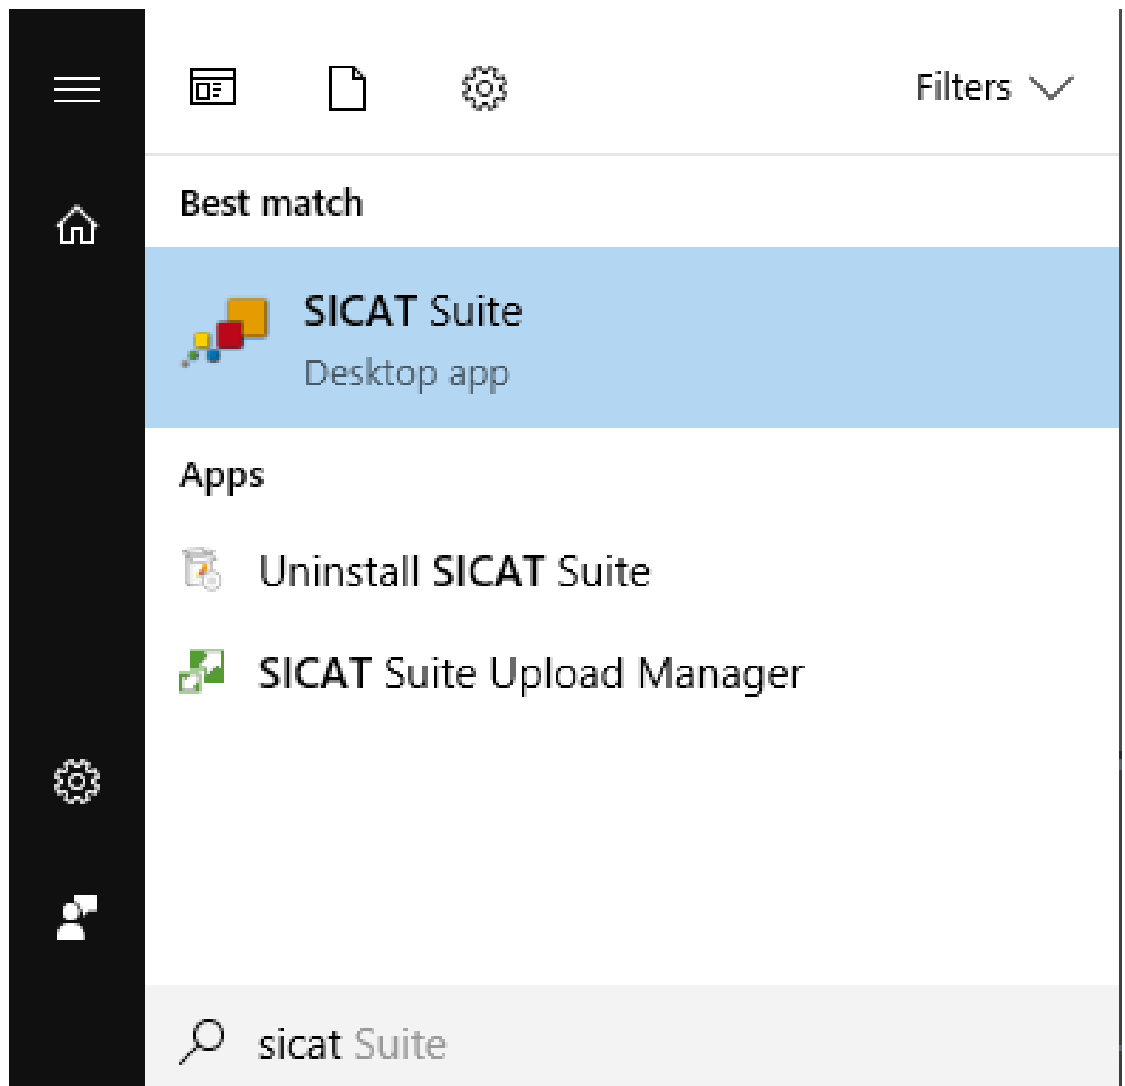 Filters
Best match
SICAT Suite
Desktop app
Apps
Uninstall SICAT Suite
SICAT Suite Upload Manager
sicat Suite